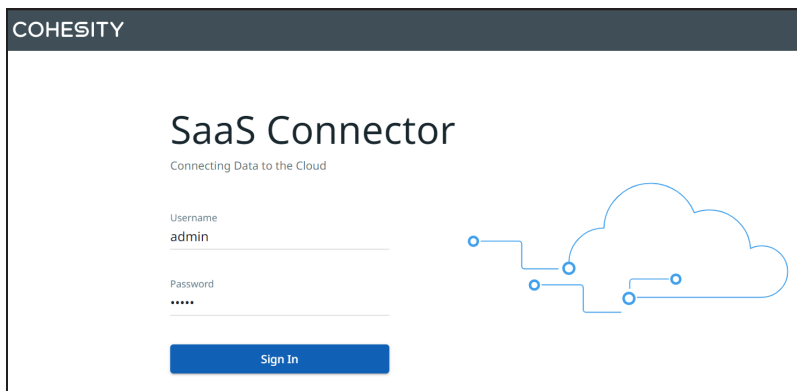 COHESITY
SaaS Connector
Connecting Data to the Cloud
Username
admin
Password
•••••
Sign In